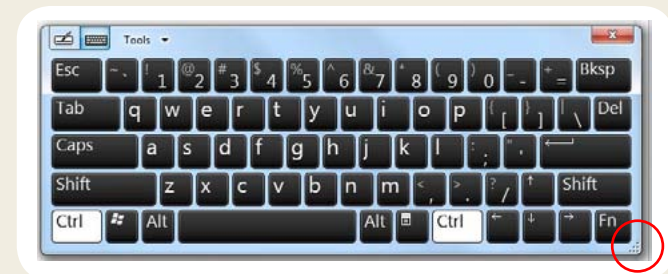 Tools x
Esc ~ ` ! 1 @ 2 # 3 $ 4 % 5 ^ 6 & 7 * 8 ( 9 ) 0 _ - + = Bksp
Tab q w e r t y u i o p { [ } ] | \ Del
Caps a s d f g h j k l : ; " '
Shift z x c v b n m < , > . ? / ↑ Shift
Ctrl Alt Alt Ctrl ← ↓ → Fn